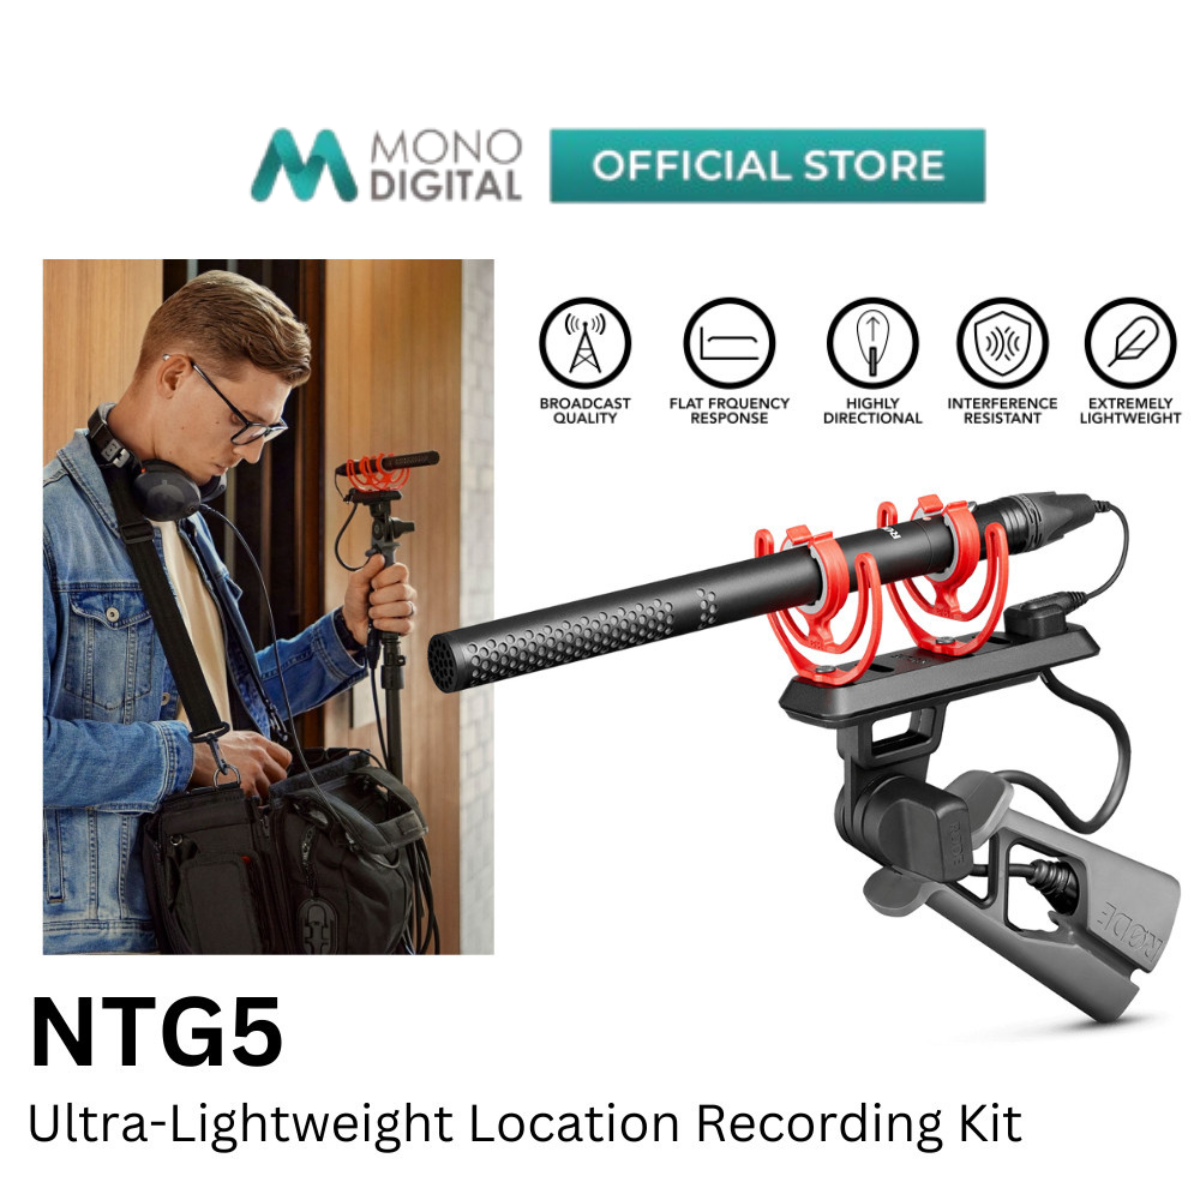 MONO
DIGITAL
OFFICIAL STORE
BROADCAST
QUALITY
FLAT FRQUENCY
RESPONSE
HIGHLY
DIRECTIONAL
INTERFERENCE
RESISTANT
EXTREMELY
LIGHTWEIGHT
RODE
RØDE
NTG5
Ultra-Lightweight Location Recording Kit